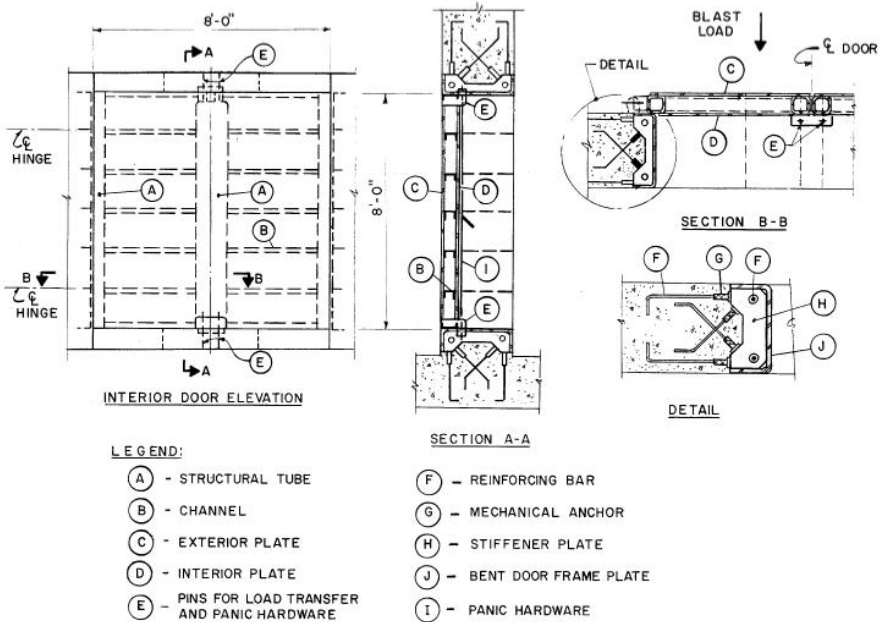 8'-0"
A
E
℄
HINGE
A
A
B
B
B
℄
HINGE
E
A
INTERIOR DOOR ELEVATION
8'-0"
E
C
D
B
I
E
SECTION A-A
BLAST
LOAD
℄ DOOR
DETAIL
C
D
E
SECTION B-B
F
G
F
H
J
DETAIL
LEGEND:
A - STRUCTURAL TUBE
B - CHANNEL
C - EXTERIOR PLATE
D - INTERIOR PLATE
E - PINS FOR LOAD TRANSFER
AND PANIC HARDWARE
F - REINFORCING BAR
G - MECHANICAL ANCHOR
H - STIFFENER PLATE
J - BENT DOOR FRAME PLATE
I - PANIC HARDWARE